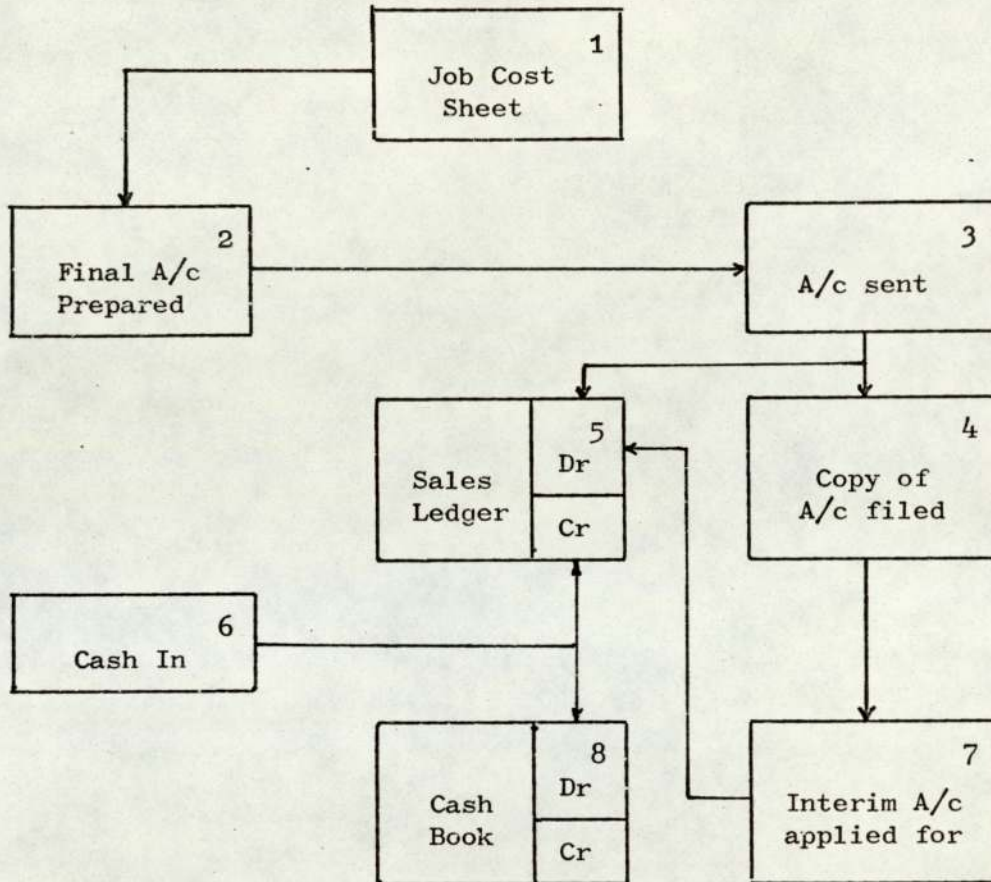 1
Job Cost
Sheet
2
Final A/c
Prepared
3
A/c sent
5
Dr
Sales
Ledger
Cr
4
Copy of
A/c filed
6
Cash In
8
Dr
Cash
Book
Cr
7
Interim A/c
applied for